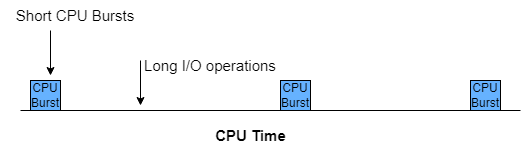 Short CPU Bursts
Long I/O operations
CPU
Burst
CPU
Burst
CPU
Burst
CPU Time